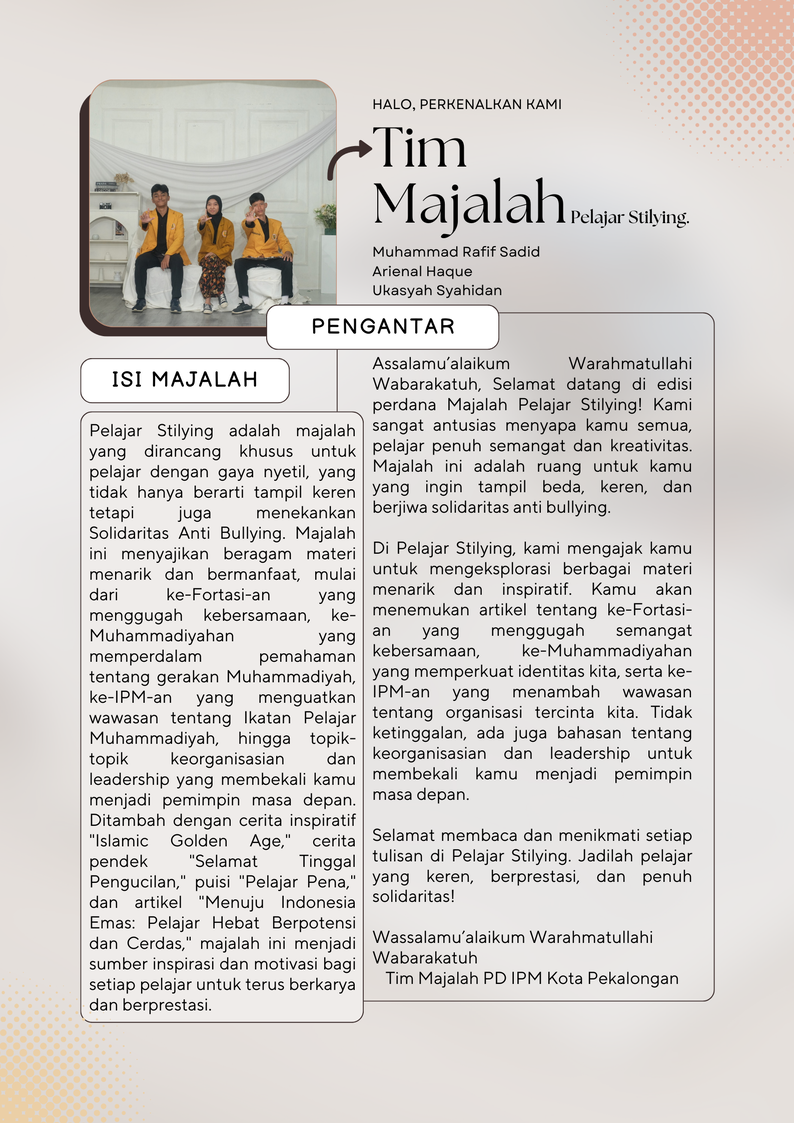 HALO, PERKENALKAN KAMI
Tim
Majalah Pelajar Stilying.
Muhammad Rafif Sadid
Arienal Haque
Ukasyah Syahidan
PENGANTAR
Assalamu'alaikum Warahmatullahi
Wabarakatuh, Selamat datang di edisi
perdana Majalah Pelajar Stilying! Kami
sangat antusias menyapa kamu semua,
pelajar penuh semangat dan kreativitas.
Majalah ini adalah ruang untuk kamu
yang ingin tampil beda, keren, dan
berjiwa solidaritas anti bullying.
Di Pelajar Stilying, kami mengajak kamu
untuk mengeksplorasi berbagai materi
menarik dan inspiratif. Kamu akan
menemukan artikel tentang ke-Fortasi-
an yang menggugah semangat
kebersamaan, ke-Muhammadiyahan
yang memperkuat identitas kita, serta ke-
IPM-an yang menambah wawasan
tentang organisasi tercinta kita. Tidak
ketinggalan, ada juga bahasan tentang
keorganisasian dan leadership untuk
membekali kamu menjadi pemimpin
masa depan.
Selamat membaca dan menikmati setiap
tulisan di Pelajar Stilying. Jadilah pelajar
yang keren, berprestasi, dan penuh
solidaritas!
Wassalamu'alaikum Warahmatullahi
Wabarakatuh
Tim Majalah PD IPM Kota Pekalongan
ISI MAJALAH
Pelajar Stilying adalah majalah
yang dirancang khusus untuk
pelajar dengan gaya nyetil, yang
tidak hanya berarti tampil keren
tetapi juga menekankan
Solidaritas Anti Bullying. Majalah
ini menyajikan beragam materi
menarik dan bermanfaat, mulai
dari ke-Fortasi-an yang
menggugah kebersamaan, ke-
Muhammadiyahan yang
memperdalam pemahaman
tentang gerakan Muhammadiyah,
ke-IPM-an yang menguatkan
wawasan tentang Ikatan Pelajar
Muhammadiyah, hingga topik-
topik keorganisasian dan
leadership yang membekali kamu
menjadi pemimpin masa depan.
Ditambah dengan cerita inspiratif
"Islamic Golden Age," cerita
pendek "Selamat Tinggal
Pengucilan," puisi "Pelajar Pena,"
dan artikel "Menuju Indonesia
Emas: Pelajar Hebat Berpotensi
dan Cerdas," majalah ini menjadi
sumber inspirasi dan motivasi bagi
setiap pelajar untuk terus berkarya
dan berprestasi.